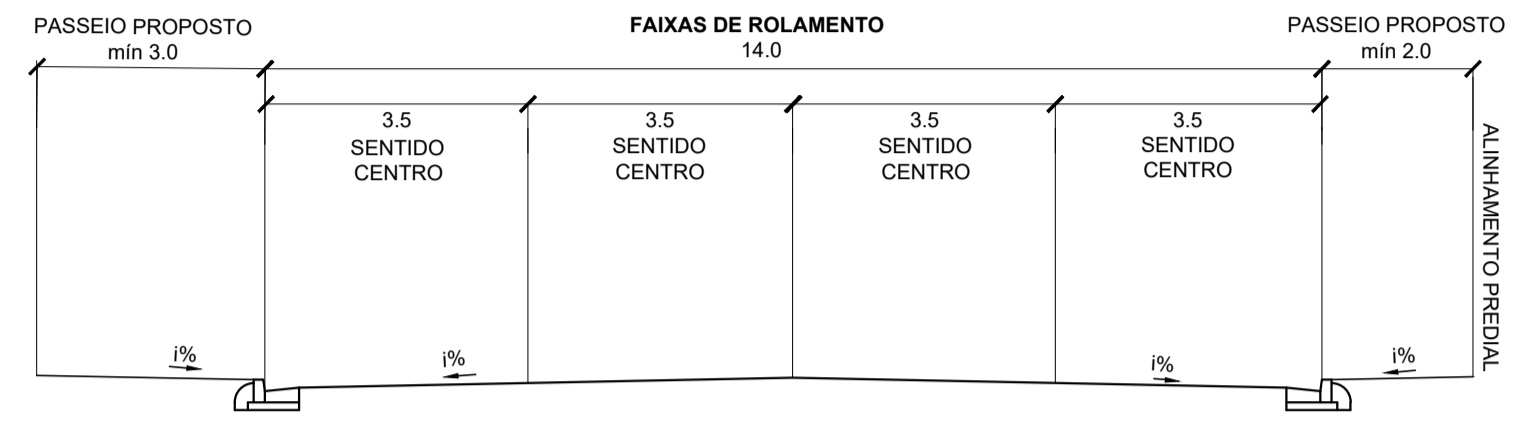 PASSEIO PROPOSTO
mín 3.0
FAIXAS DE ROLAMENTO
14.0
PASSEIO PROPOSTO
mín 2.0
3.5
SENTIDO
CENTRO
3.5
SENTIDO
CENTRO
3.5
SENTIDO
CENTRO
3.5
SENTIDO
CENTRO
ALINHAMENTO PREDIAL
i%
i%
i%
i%